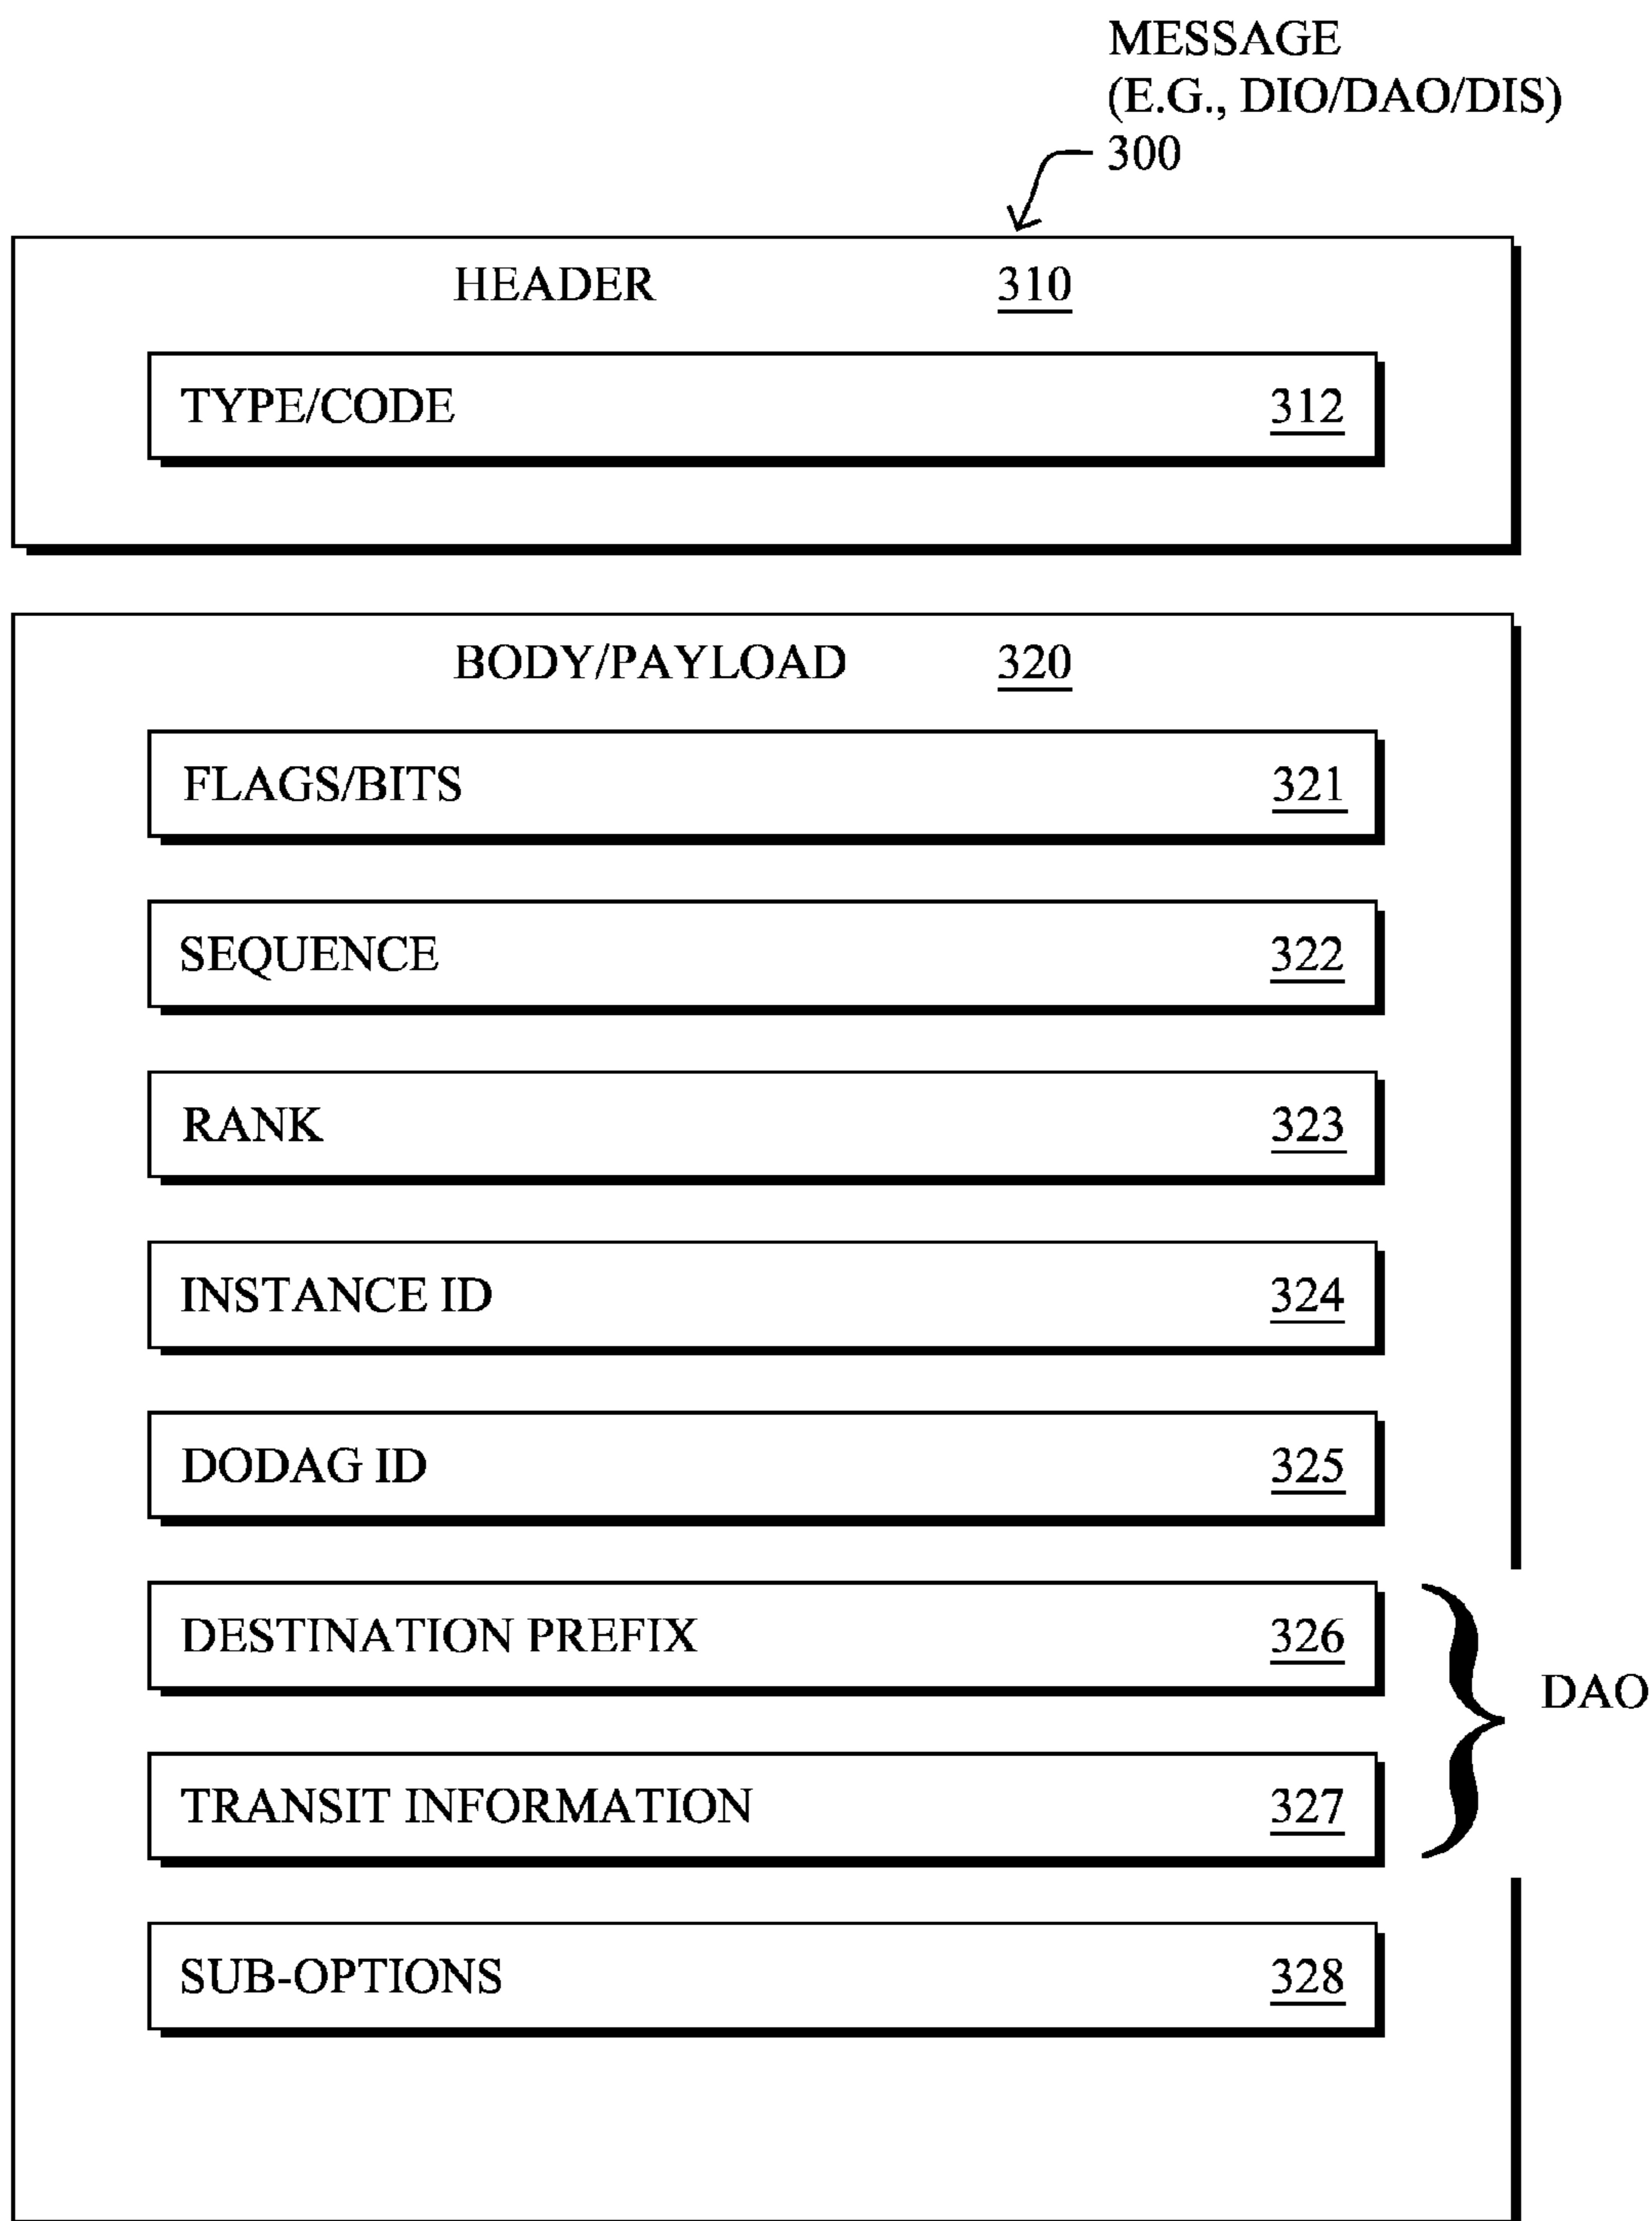 MESSAGE
(E.G., DIO/DAO/DIS)
300
HEADER 310
TYPE/CODE 312
BODY/PAYLOAD 320
FLAGS/BITS 321
SEQUENCE 322
RANK 323
INSTANCE ID 324
DODAG ID 325
DESTINATION PREFIX 326
DAO
TRANSIT INFORMATION 327
SUB-OPTIONS 328